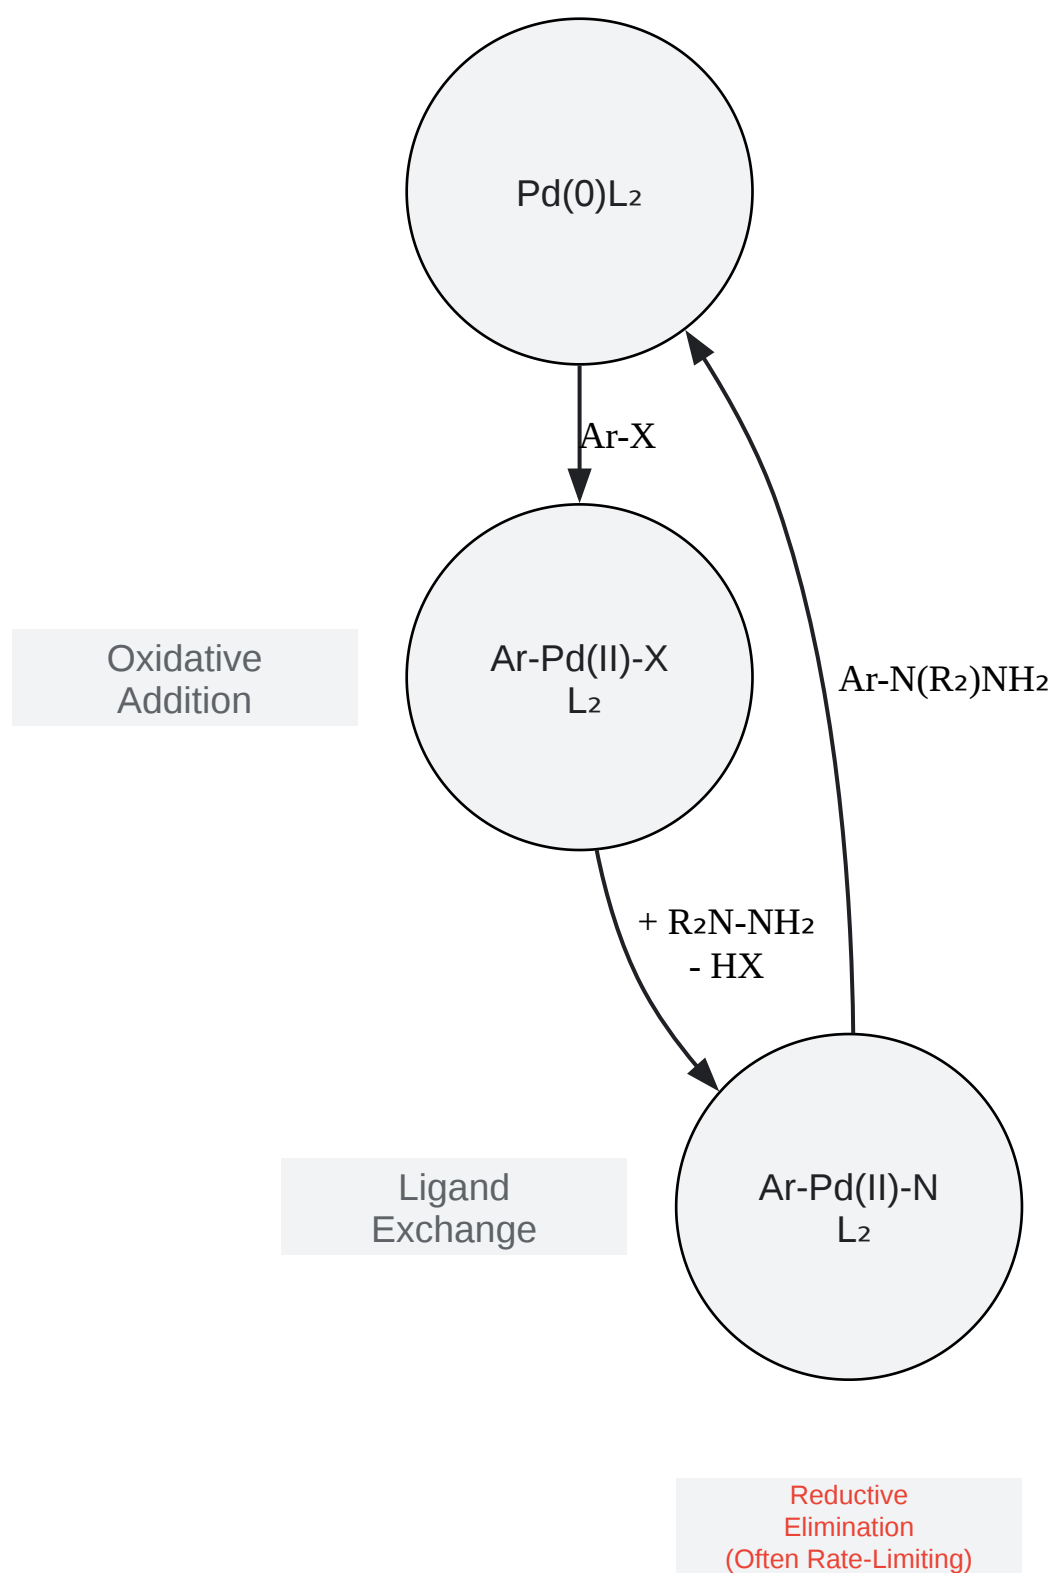 Pd(0)L₂
Ar-X
Oxidative
Addition
Ar-Pd(II)-X
L₂
Ar-N(R₂)NH₂
+ R₂N-NH₂
- HX
Ligand
Exchange
Ar-Pd(II)-N
L₂
Reductive
Elimination
(Often Rate-Limiting)